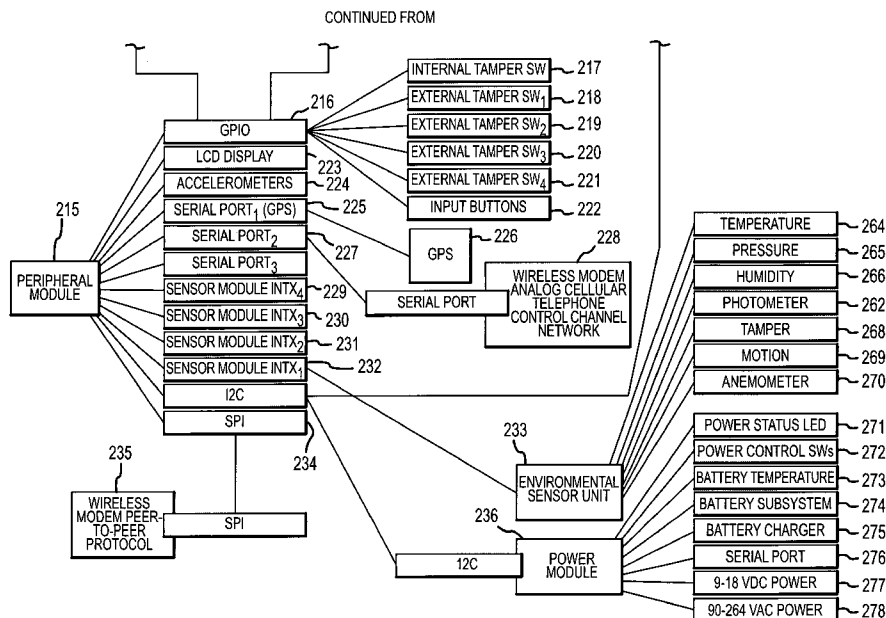 CONTINUED FROM
216
GPIO
LCD DISPLAY
223
ACCELEROMETERS
224
SERIAL PORT1 (GPS)
225
SERIAL PORT2
227
SERIAL PORT3
SENSOR MODULE INTX4
229
SENSOR MODULE INTX3
230
SENSOR MODULE INTX2
231
SENSOR MODULE INTX1
232
I2C
SPI
234
215
PERIPHERAL
MODULE
235
WIRELESS
MODEM PEER-
TO-PEER
PROTOCOL
SPI
INTERNAL TAMPER SW
217
EXTERNAL TAMPER SW1
218
EXTERNAL TAMPER SW2
219
EXTERNAL TAMPER SW3
220
EXTERNAL TAMPER SW4
221
INPUT BUTTONS
222
GPS
226
228
SERIAL PORT
WIRELESS MODEM
ANALOG CELLULAR
TELEPHONE
CONTROL CHANNEL
NETWORK
TEMPERATURE
264
PRESSURE
265
HUMIDITY
266
PHOTOMETER
262
TAMPER
268
MOTION
269
ANEMOMETER
270
233
ENVIRONMENTAL
SENSOR UNIT
236
12C
POWER
MODULE
POWER STATUS LED
271
POWER CONTROL SWs
272
BATTERY TEMPERATURE
273
BATTERY SUBSYSTEM
274
BATTERY CHARGER
275
SERIAL PORT
276
9-18 VDC POWER
277
90-264 VAC POWER
278